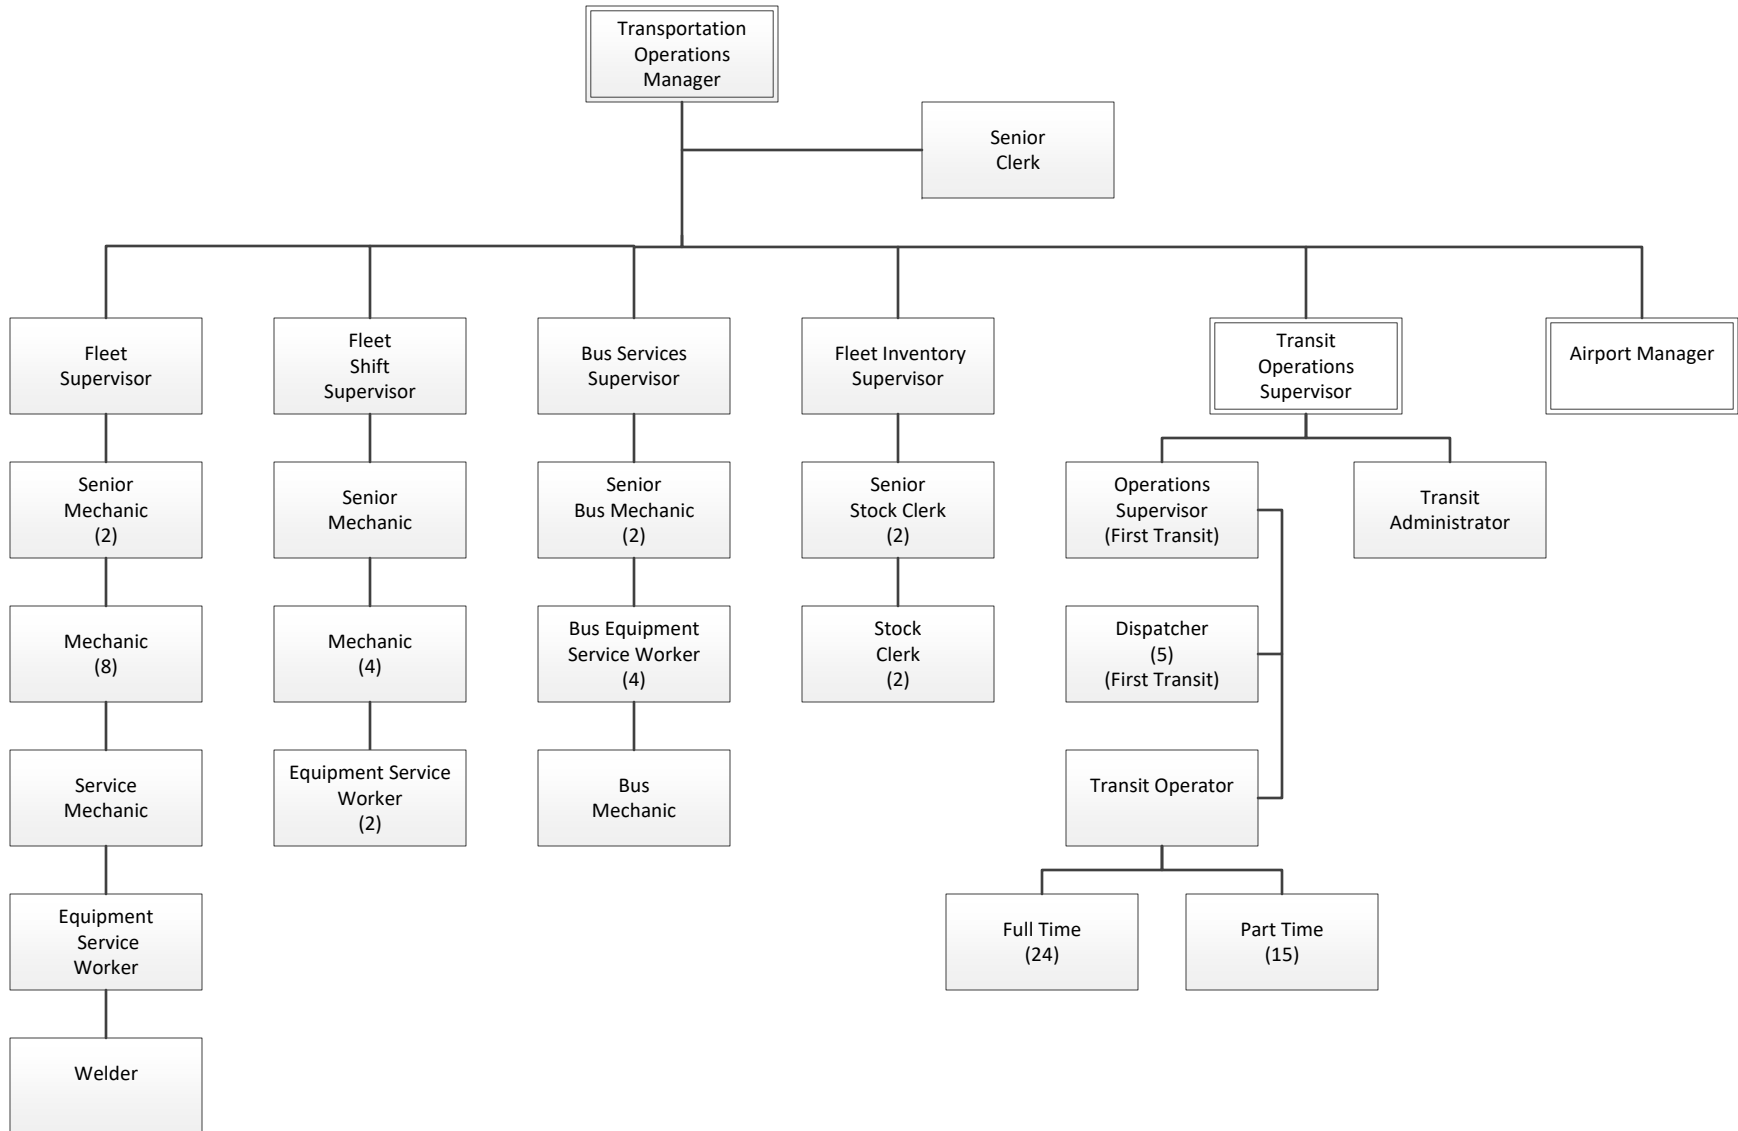 Transportation
Operations
Manager
Senior
Clerk
Fleet
Supervisor
Fleet
Shift
Supervisor
Bus Services
Supervisor
Fleet Inventory
Supervisor
Transit
Operations
Supervisor
Airport Manager
Senior
Mechanic
(2)
Senior
Mechanic
Senior
Bus Mechanic
(2)
Senior
Stock Clerk
(2)
Operations
Supervisor
(First Transit)
Transit
Administrator
Mechanic
(8)
Mechanic
(4)
Bus Equipment
Service Worker
(4)
Stock
Clerk
(2)
Dispatcher
(5)
(First Transit)
Service
Mechanic
Equipment Service
Worker
(2)
Bus
Mechanic
Transit Operator
Equipment
Service
Worker
Full Time
(24)
Part Time
(15)
Welder